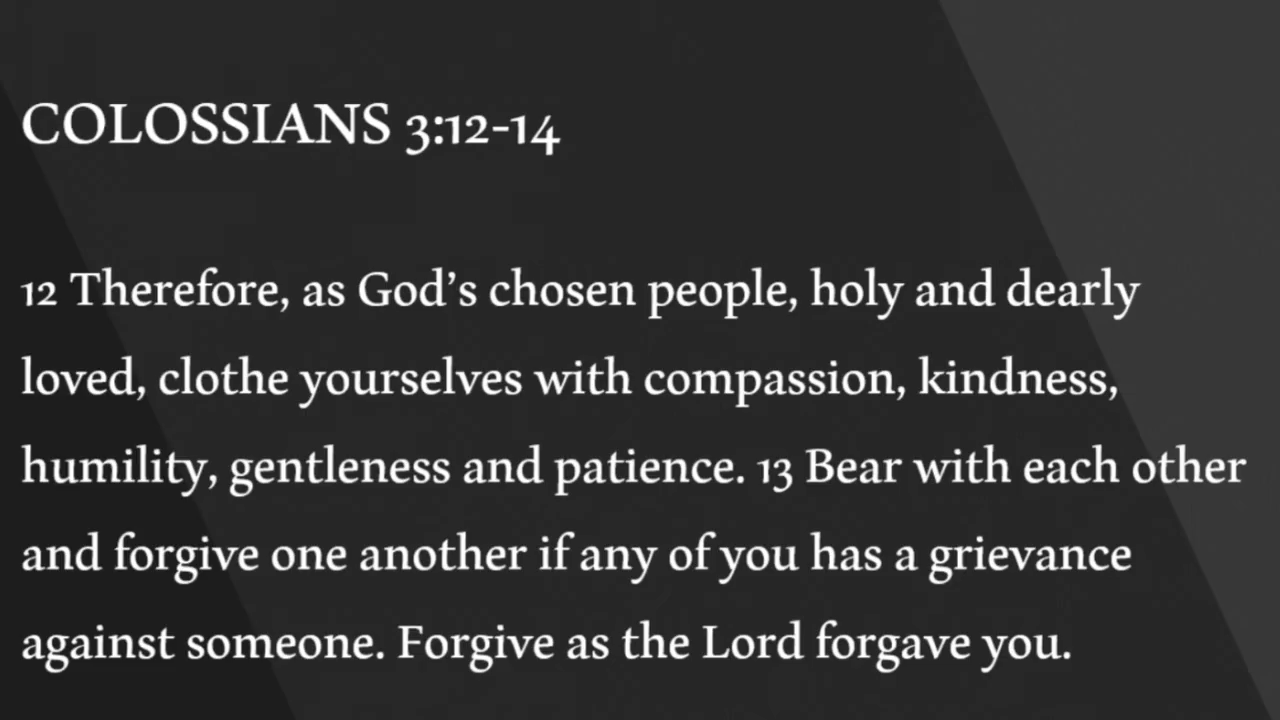 COLOSSIANS 3:12-14
12 Therefore, as God’s chosen people, holy and dearly
loved, clothe yourselves with compassion, kindness,
humility, gentleness and patience. 13 Bear with each other
and forgive one another if any of you has a grievance
against someone. Forgive as the Lord forgave you.